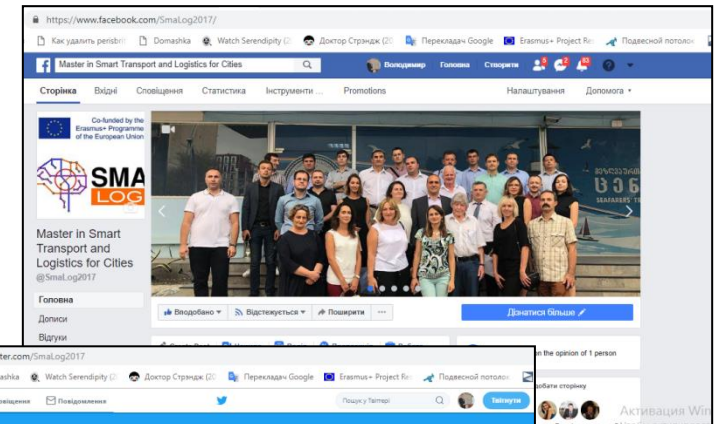 https://www.facebook.com/SmaLog2017/
Как удалить perisbri Domashka Watch Serendipity (2 Доктор Стрэндж (20 Перекладач Google Erasmus+ Project Re Подвесной потолок
Master in Smart Transport and Logistics for Cities Володимир Головна Створити
Сторінка Вхідні Сповіщення Статистика Інструменти ... Promotions Налаштування Допомога
Co-funded by the
Erasmus+ Programme
of the European Union
SMA
LOG
Master in Smart
Transport and
Logistics for Cities
@SmaLog2017
Головна
Дописи
Відгуки
Вподобано Відстежується Поширити ... Дізнатися більше
on the opinion of 1 person
ter.com/SmaLog2017
ashka Watch Serendipity (2 Доктор Стрэндж (20 Перекладач Google Erasmus+ Project Re Подвесной потолок
овіщення Повідомлення Пошук у Твіттері Твітнути
добати сторінку
Активация Win